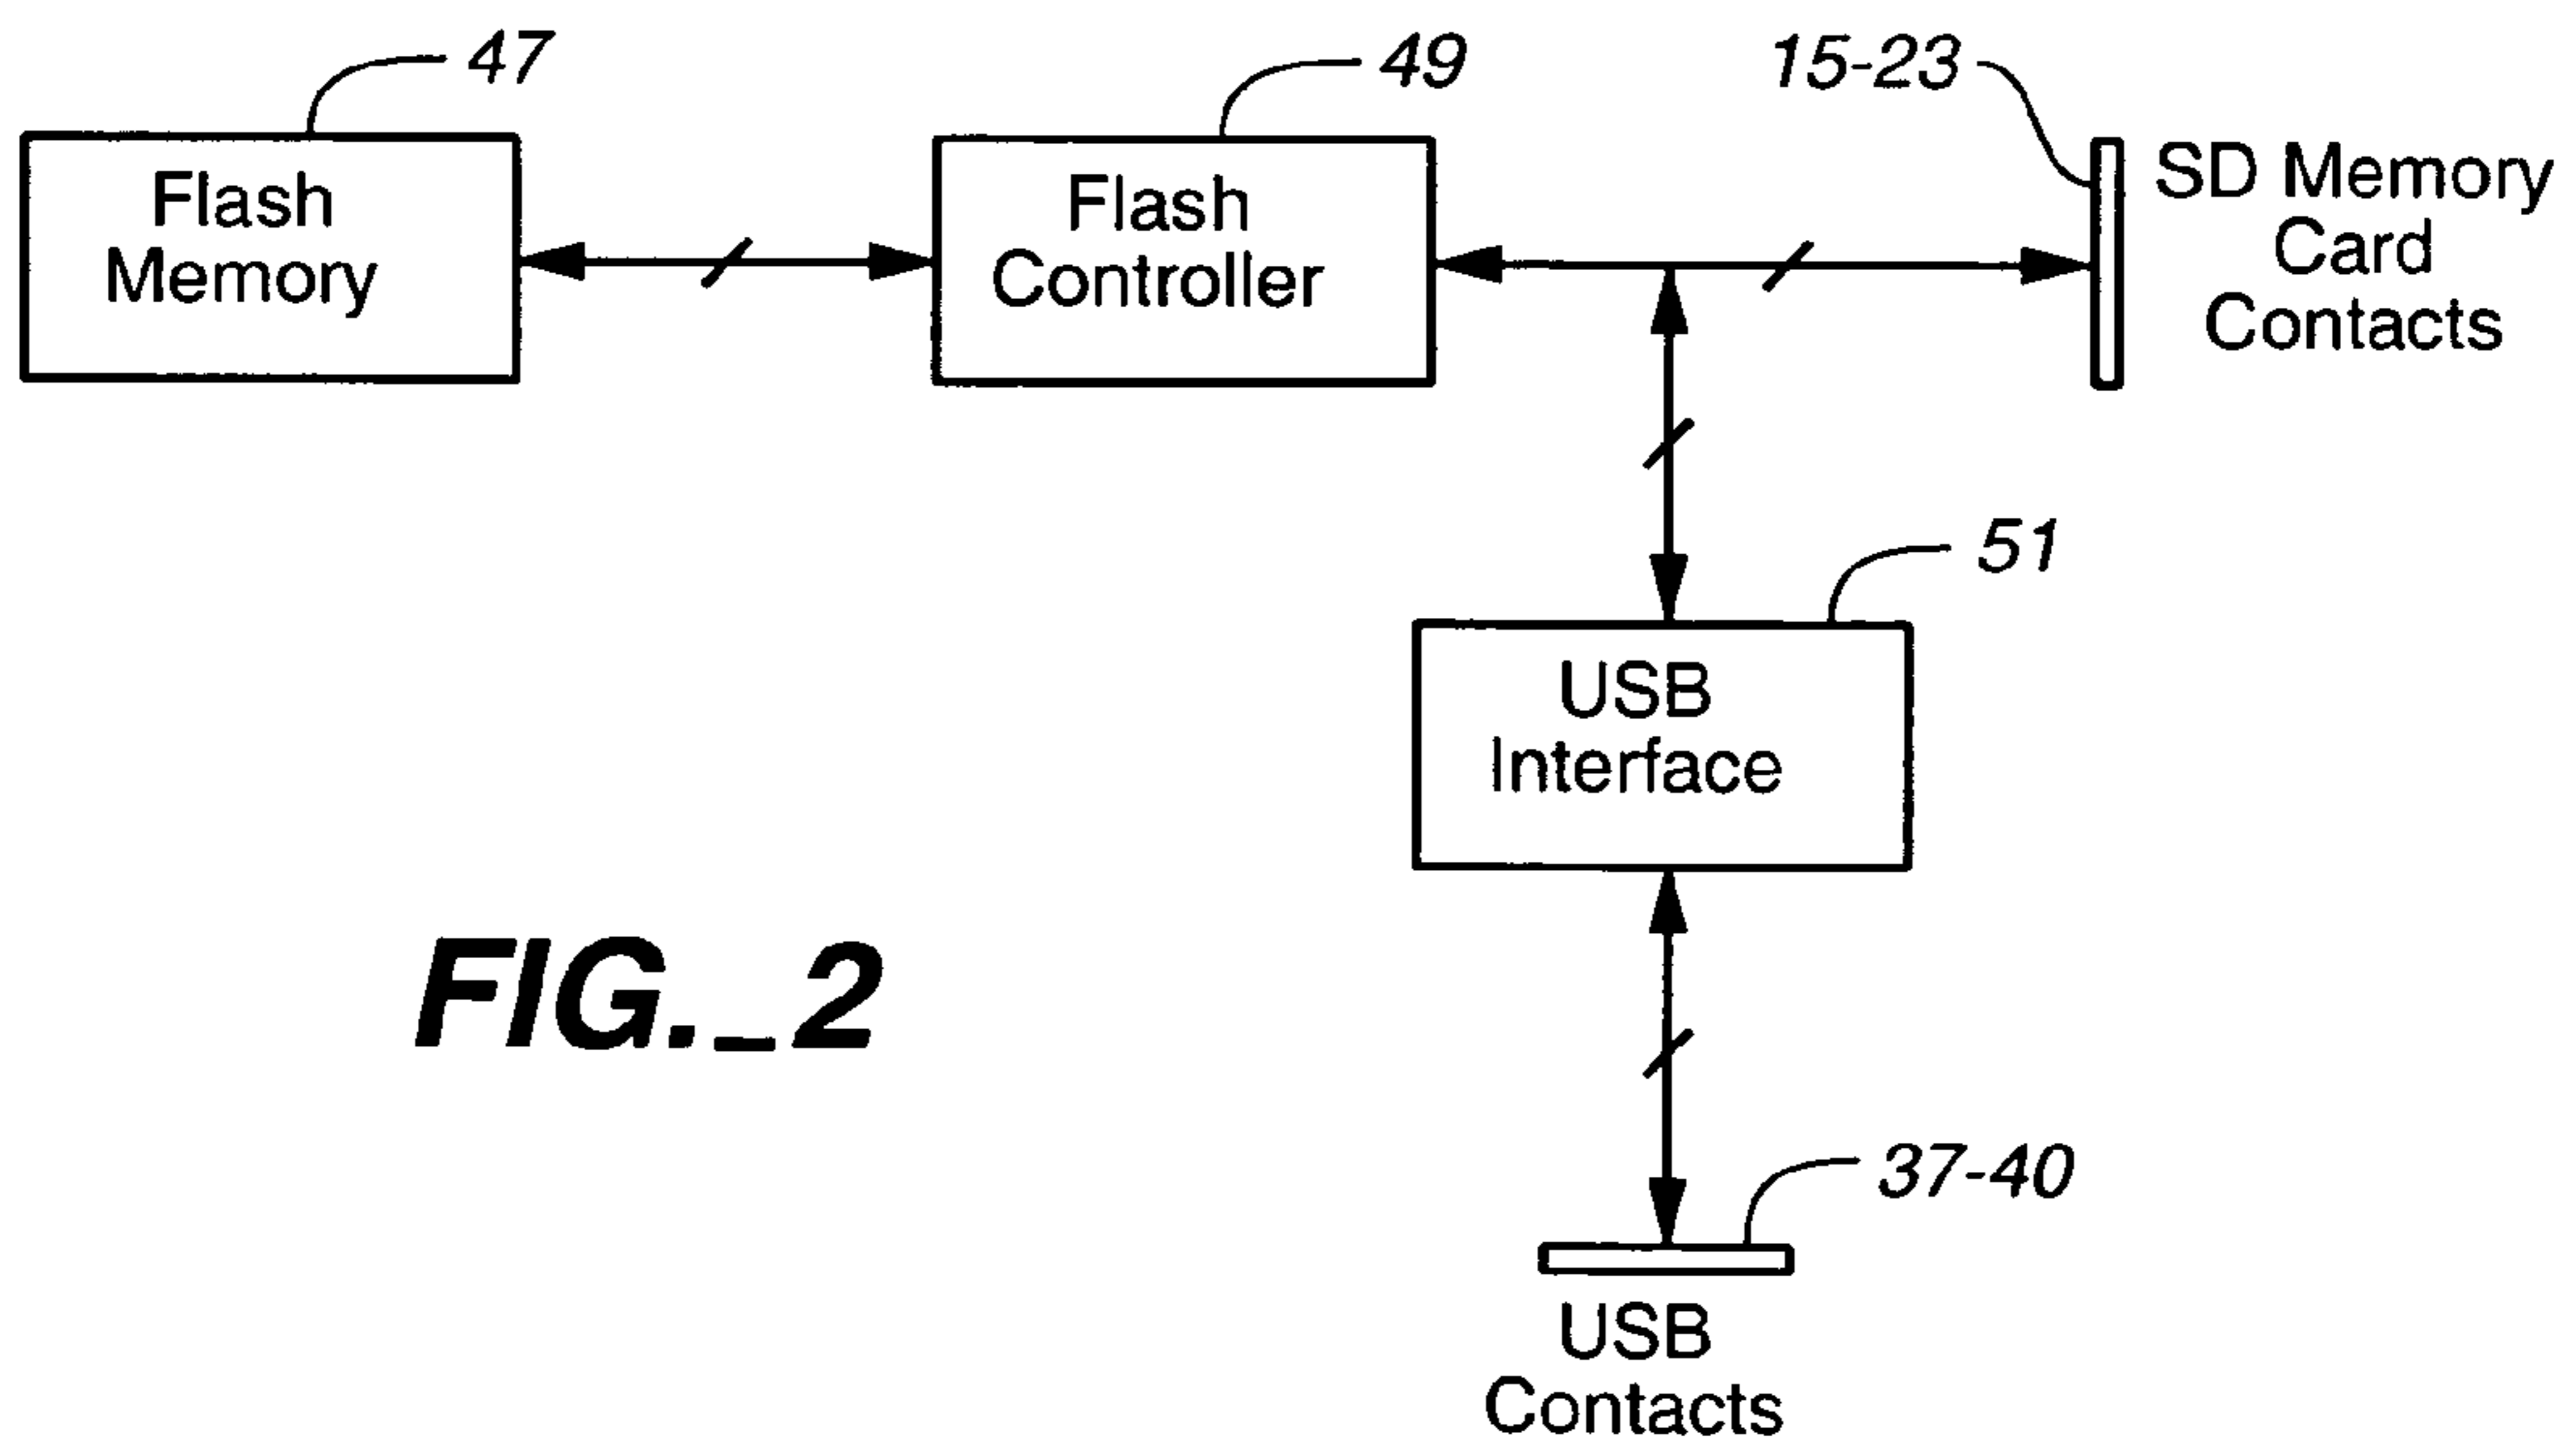 47
49
15-23
Flash
Memory
Flash
Controller
SD Memory
Card
Contacts
51
USB
Interface
FIG._2
37-40
USB
Contacts